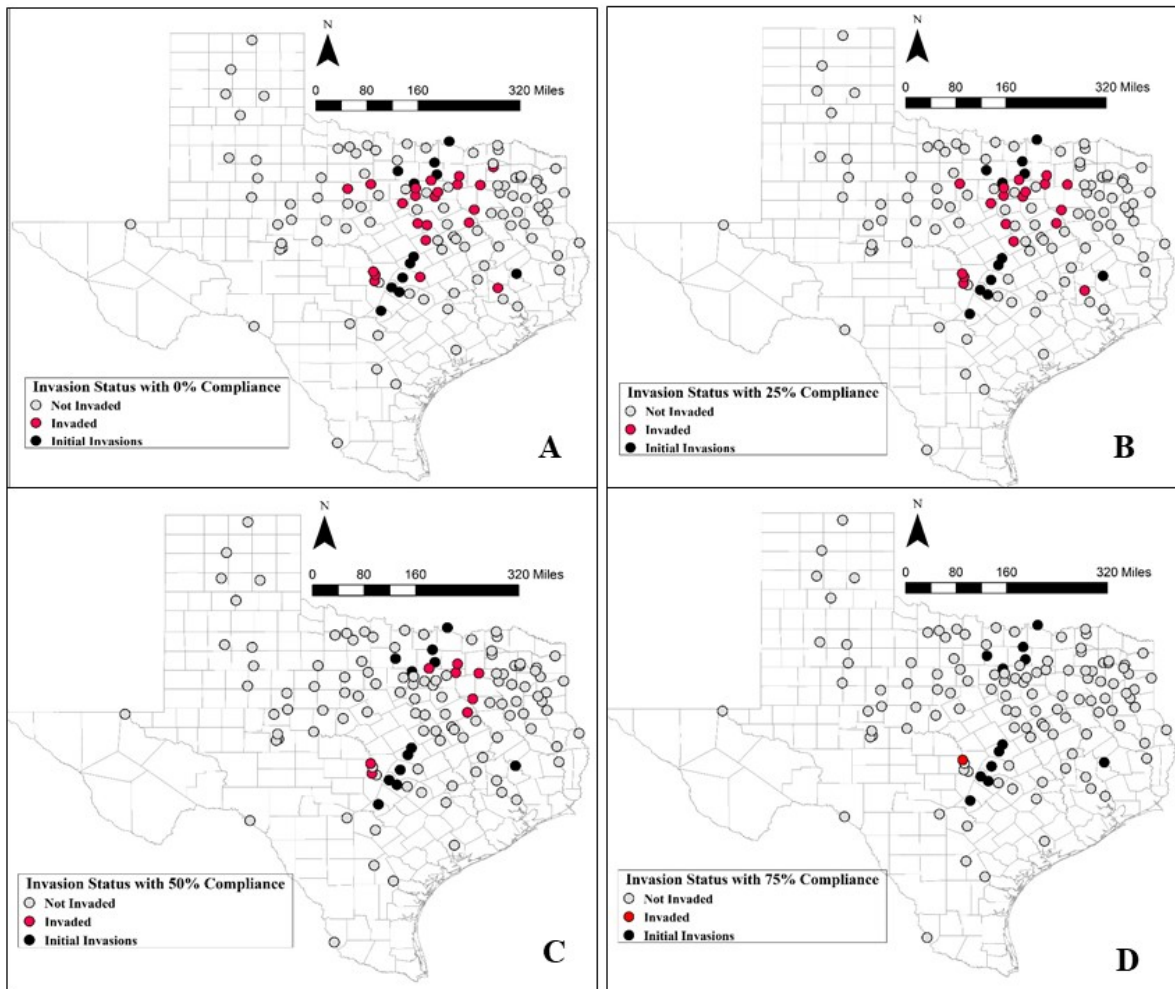 N
0 80 160 320 Miles
Invasion Status with 0% Compliance
Not Invaded
Invaded
Initial Invasions
A
N
0 80 160 320 Miles
Invasion Status with 25% Compliance
Not Invaded
Invaded
Initial Invasions
B
N
0 80 160 320 Miles
Invasion Status with 50% Compliance
Not Invaded
Invaded
Initial Invasions
C
N
0 80 160 320 Miles
Invasion Status with 75% Compliance
Not Invaded
Invaded
Initial Invasions
D